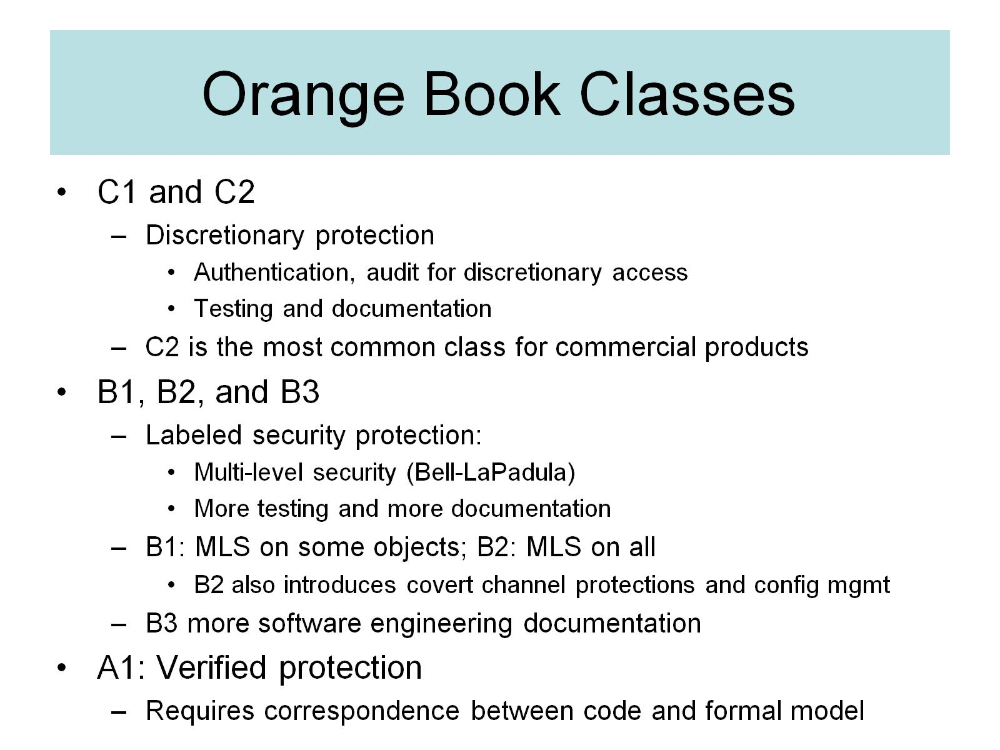 Orange Book Classes
• C1 and C2
– Discretionary protection
• Authentication, audit for discretionary access
• Testing and documentation
– C2 is the most common class for commercial products
• B1, B2, and B3
– Labeled security protection:
• Multi-level security (Bell-LaPadula)
• More testing and more documentation
– B1: MLS on some objects; B2: MLS on all
• B2 also introduces covert channel protections and config mgmt
– B3 more software engineering documentation
• A1: Verified protection
– Requires correspondence between code and formal model